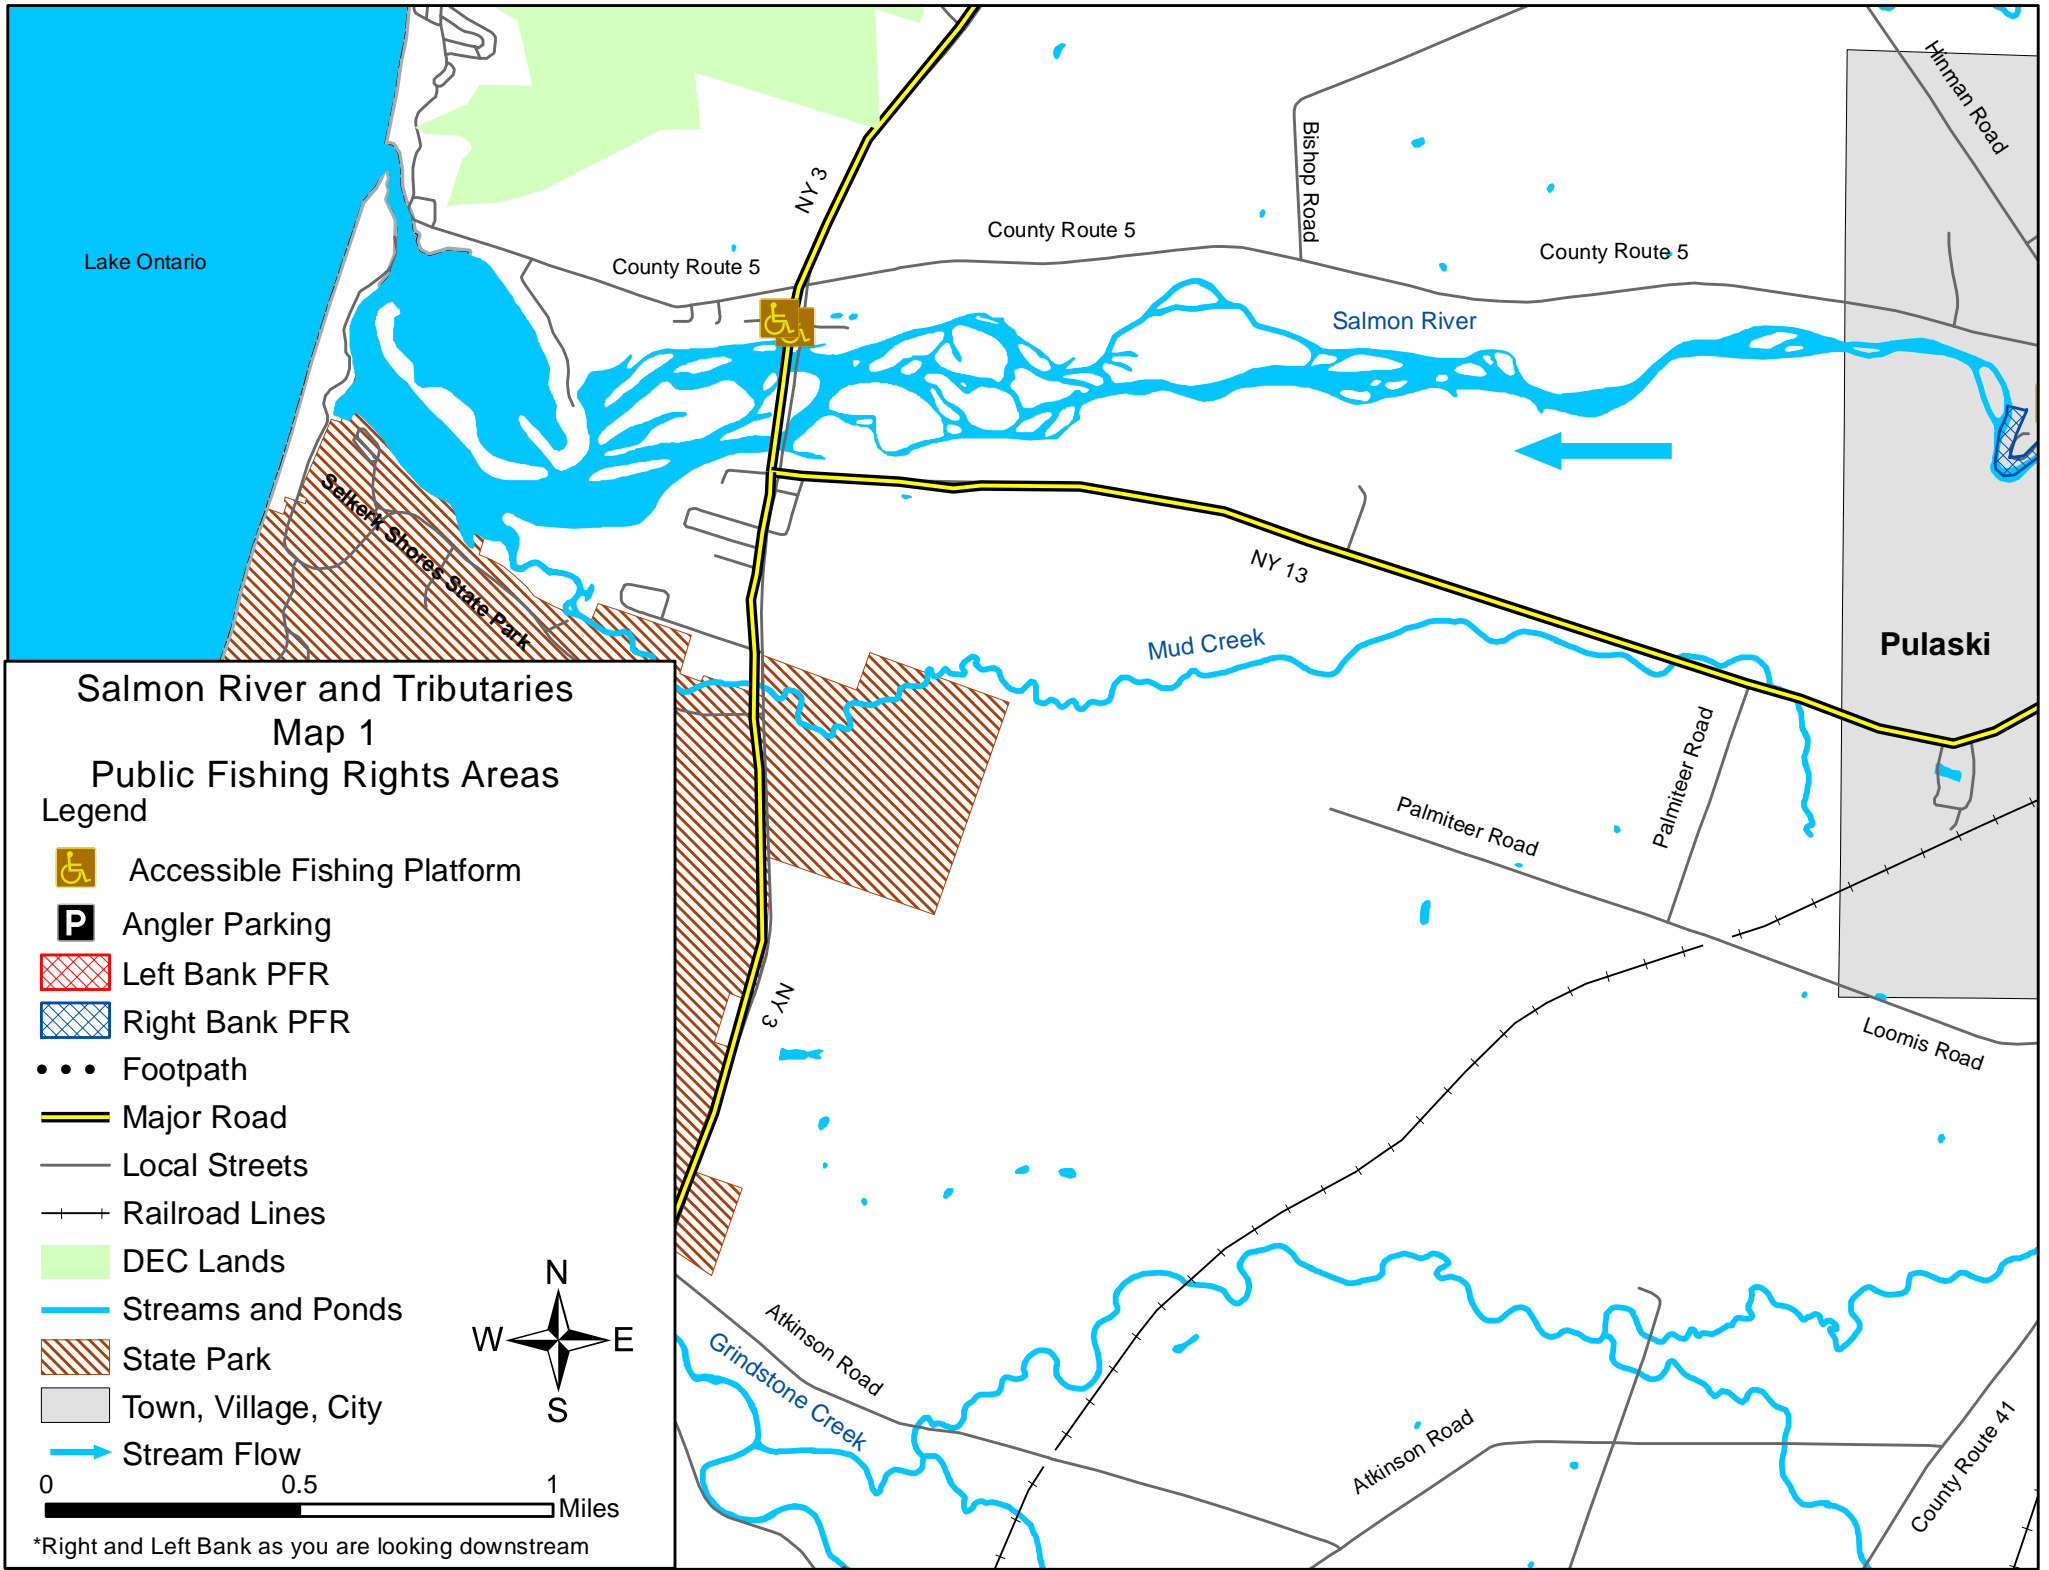 Hinman Road
Bishop Road
NY 3
County Route 5
County Route 5
County Route 5
Lake Ontario
Salmon River
Selkerk Shores State Park
NY 13
Mud Creek
Pulaski
Palmiteer Road
Palmiteer Road
NY 3
Loomis Road
Atkinson Road
Grindstone Creek
Atkinson Road
County Route 41
Salmon River and Tributaries
Map 1
Public Fishing Rights Areas
Legend
Accessible Fishing Platform
P Angler Parking
Left Bank PFR
Right Bank PFR
Footpath
Major Road
Local Streets
Railroad Lines
DEC Lands
Streams and Ponds
State Park
Town, Village, City
Stream Flow
N
W E
S
0 0.5 1
Miles
*Right and Left Bank as you are looking downstream